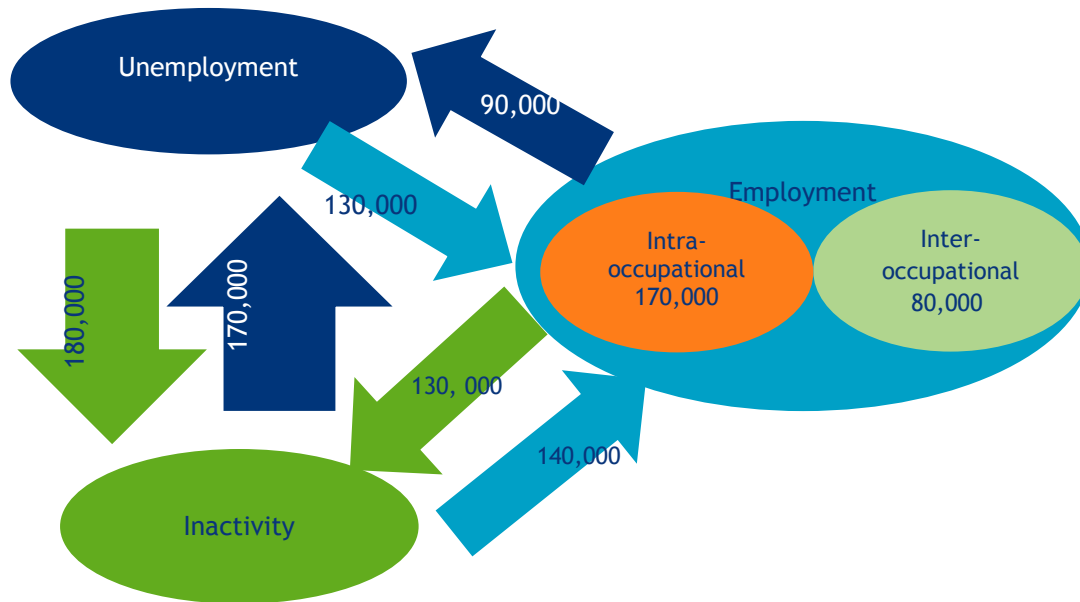 Unemployment
90,000
Employment
130,000
Intra-
occupational
170,000
Inter-
occupational
80,000
180,000
170,000
130, 000
140,000
Inactivity